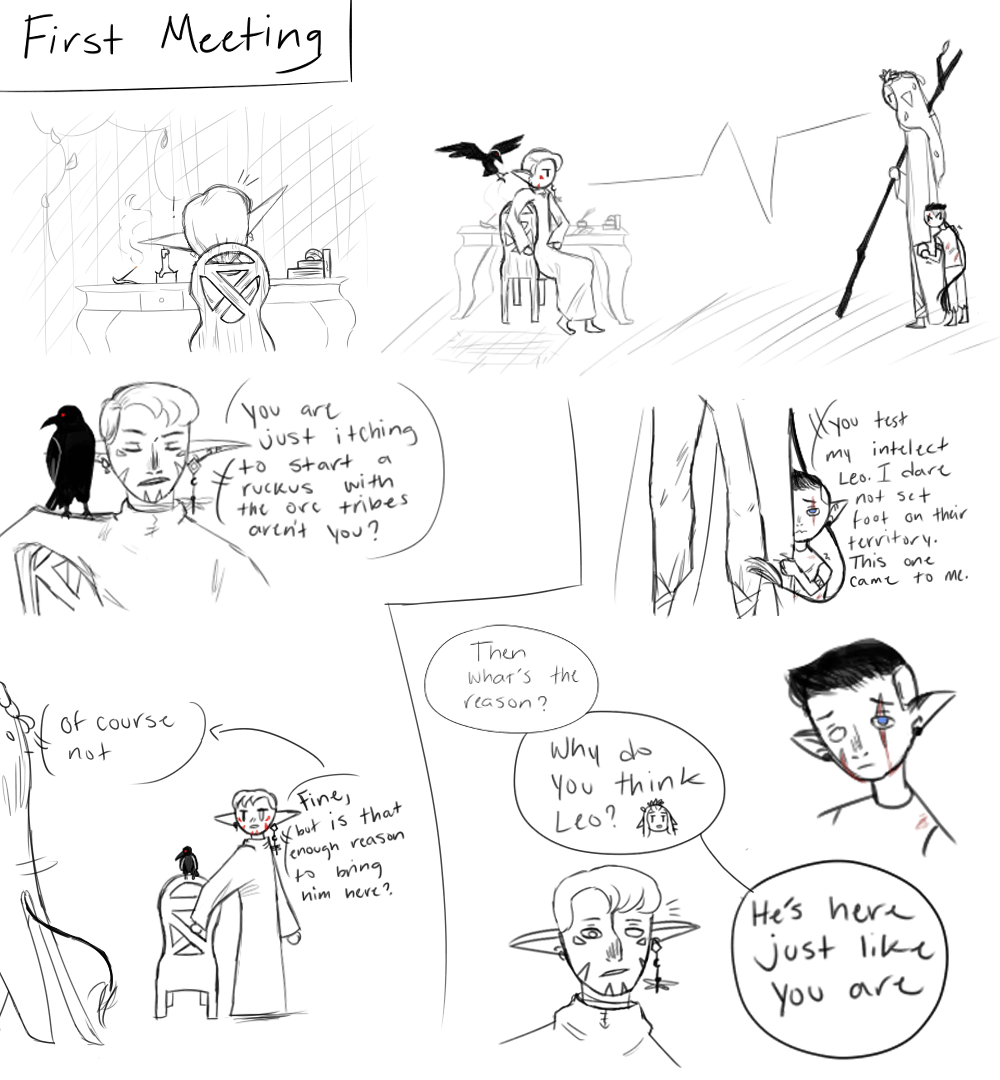 First Meeting
you are
just itching
to start a
ruckus with
the orc tribes
aren't you?
you test
my intelect
Leo. I dare
not set
foot on their
territory.
This one
came to me.
Fine,
but is that
enough reason
to bring
him here?
of course
not
Then
what's the
reason?
Why do
you think
Leo?
He's here
just like
you are